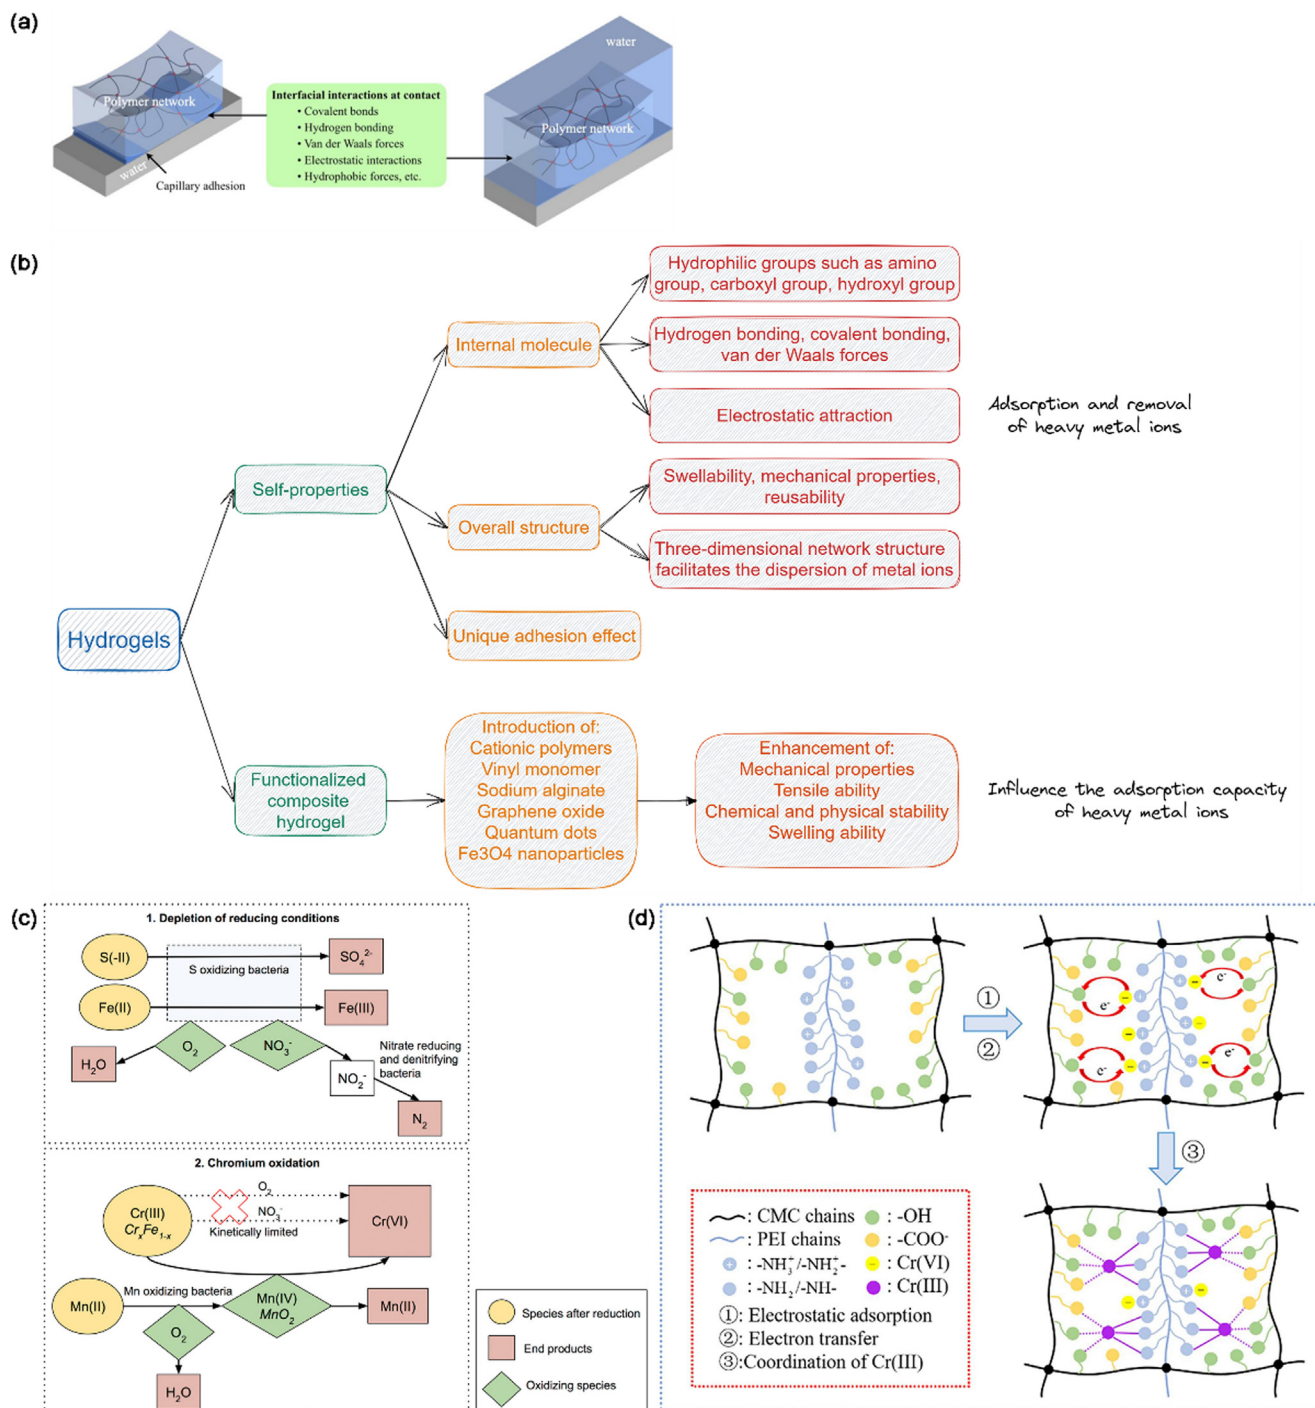 (a)
Polymer network
water
Capillary adhesion
Interfacial interactions at contact
• Covalent bonds
• Hydrogen bonding
• Van der Waals forces
• Electrostatic interactions
• Hydrophobic forces, etc.
water
Polymer network
(b)
Hydrogels
Self-properties
Internal molecule
Hydrophilic groups such as amino
group, carboxyl group, hydroxyl group
Hydrogen bonding, covalent bonding,
van der Waals forces
Electrostatic attraction
Overall structure
Swellability, mechanical properties,
reusability
Three-dimensional network structure
facilitates the dispersion of metal ions
Unique adhesion effect
Adsorption and removal
of heavy metal ions
Functionalized
composite
hydrogel
Introduction of:
Cationic polymers
Vinyl monomer
Sodium alginate
Graphene oxide
Quantum dots
Fe3O4 nanoparticles
Enhancement of:
Mechanical properties
Tensile ability
Chemical and physical stability
Swelling ability
Influence the adsorption capacity
of heavy metal ions
(c)
1. Depletion of reducing conditions
S(-II)
S oxidizing bacteria
SO₄²⁻
Fe(II)
Fe(III)
O₂
NO₃⁻
H₂O
Nitrate reducing
and denitrifying
bacteria
NO₂⁻
N₂
2. Chromium oxidation
Cr(III)
CrₓFe₁₋ₓ
O₂
NO₃⁻
Kinetically limited
Cr(VI)
Mn(II)
Mn oxidizing bacteria
Mn(IV)
MnO₂
Mn(II)
O₂
H₂O
Species after reduction
End products
Oxidizing species
(d)
①
②
e⁻
e⁻
e⁻
e⁻
③
: CMC chains
: -OH
: PEI chains
: -COO⁻
: -NH₃⁺/-NH₂⁺-
: Cr(VI)
: -NH₂/-NH-
: Cr(III)
①: Electrostatic adsorption
②: Electron transfer
③:Coordination of Cr(III)